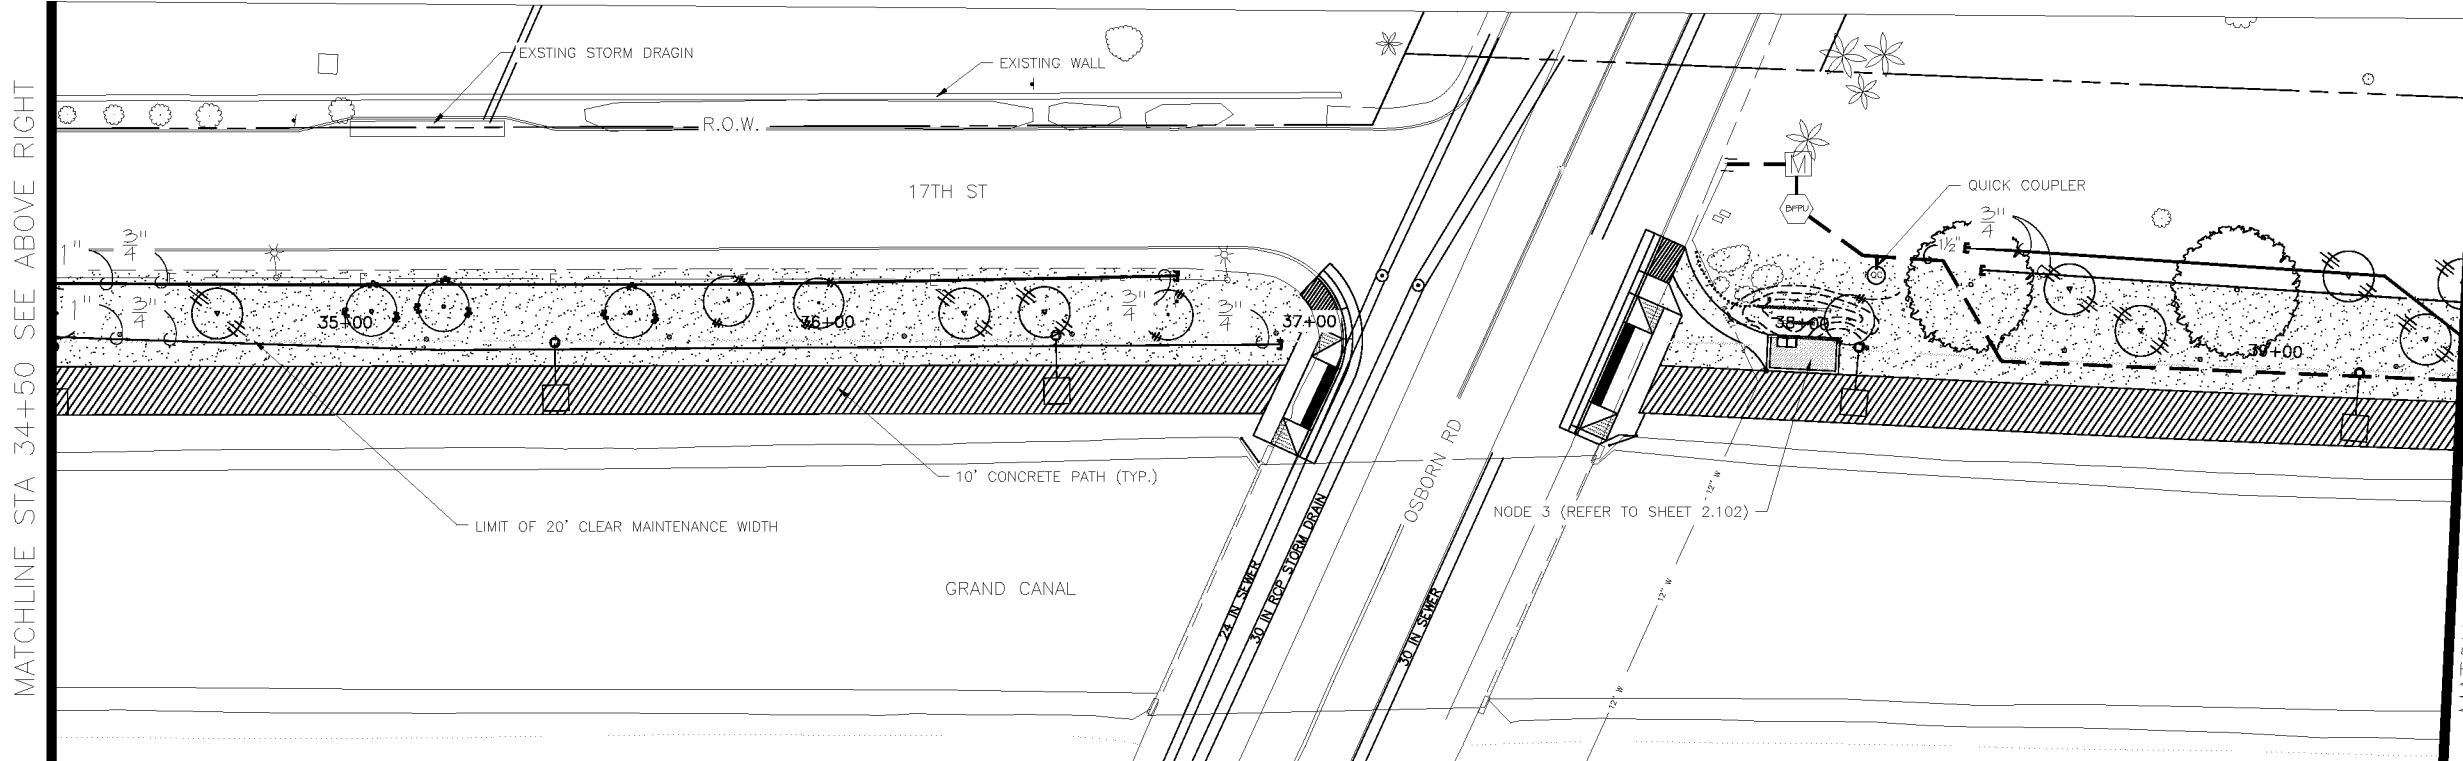 MATCHLINE STA 34+50 SEE ABOVE RIGHT
EXSTING STORM DRAGIN
EXISTING WALL
R.O.W.
17TH ST
M
BFPU
QUICK COUPLER
QC
1"
3/4"
1"
3/4"
3/4"
3/4"
3/4"
1/2"
35+00
36+00
37+00
38+00
39+00
10' CONCRETE PATH (TYP.)
LIMIT OF 20' CLEAR MAINTENANCE WIDTH
NODE 3 (REFER TO SHEET 2.102)
OSBORN RD
GRAND CANAL
24 IN SEWER
30 IN RCP STORM DRAIN
30 IN SEWER
12" W
12" W
12" W